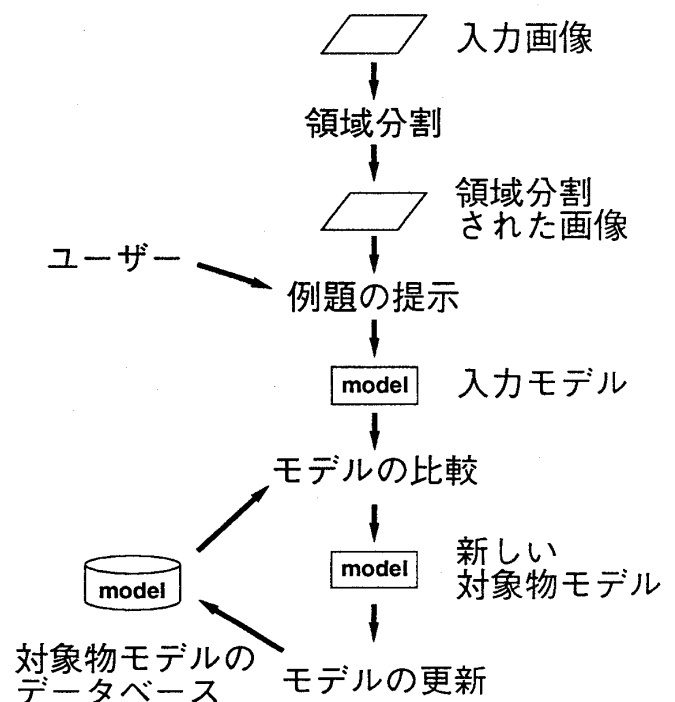 入力画像
領域分割
領域分割
された画像
ユーザー
例題の提示
model
入力モデル
モデルの比較
model
新しい
対象物モデル
model
対象物モデルの
データベース
モデルの更新